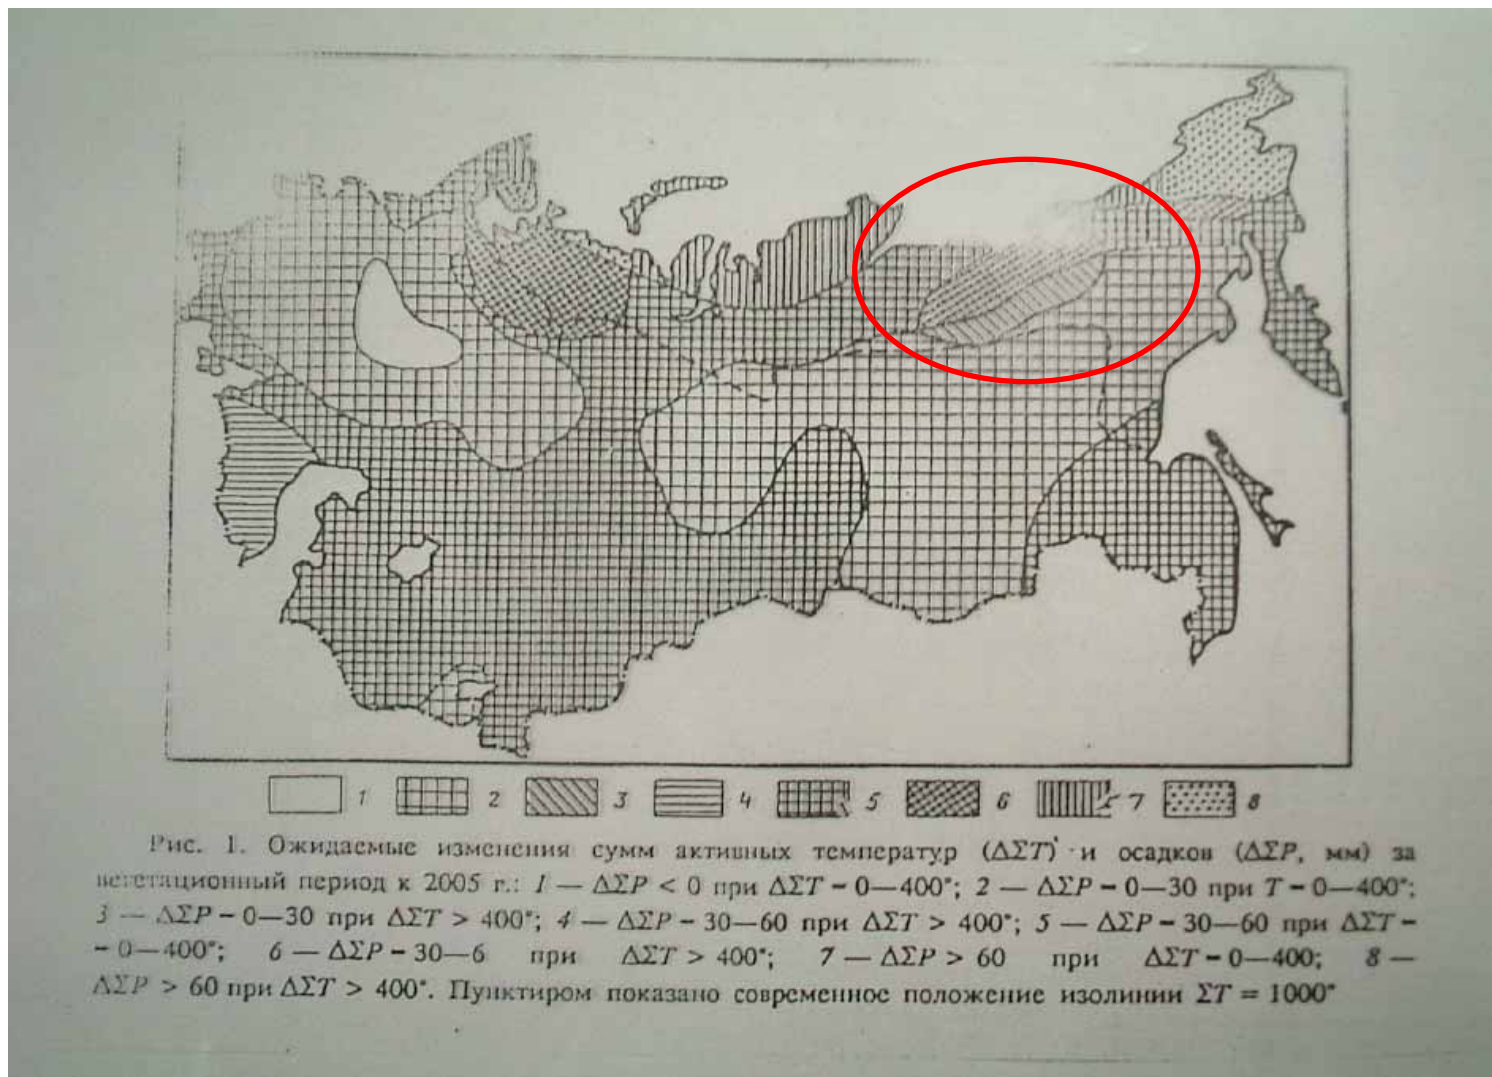 1 2 3 4 5 6 7 8
Рис. 1. Ожидаемые изменения сумм активных температур (ΔΣT) и осадков (ΔΣP, мм) за
вегетационный период к 2005 г.: 1 — ΔΣP < 0 при ΔΣT = 0—400°; 2 — ΔΣP = 0—30 при T = 0—400°;
3 — ΔΣP = 0—30 при ΔΣT > 400°; 4 — ΔΣP = 30—60 при ΔΣT > 400°; 5 — ΔΣP = 30—60 при ΔΣT =
= 0—400°; 6 — ΔΣP = 30—6 при ΔΣT > 400°; 7 — ΔΣP > 60 при ΔΣT = 0—400; 8 —
ΔΣP > 60 при ΔΣT > 400°. Пунктиром показано современное положение изолинии ΣT = 1000°